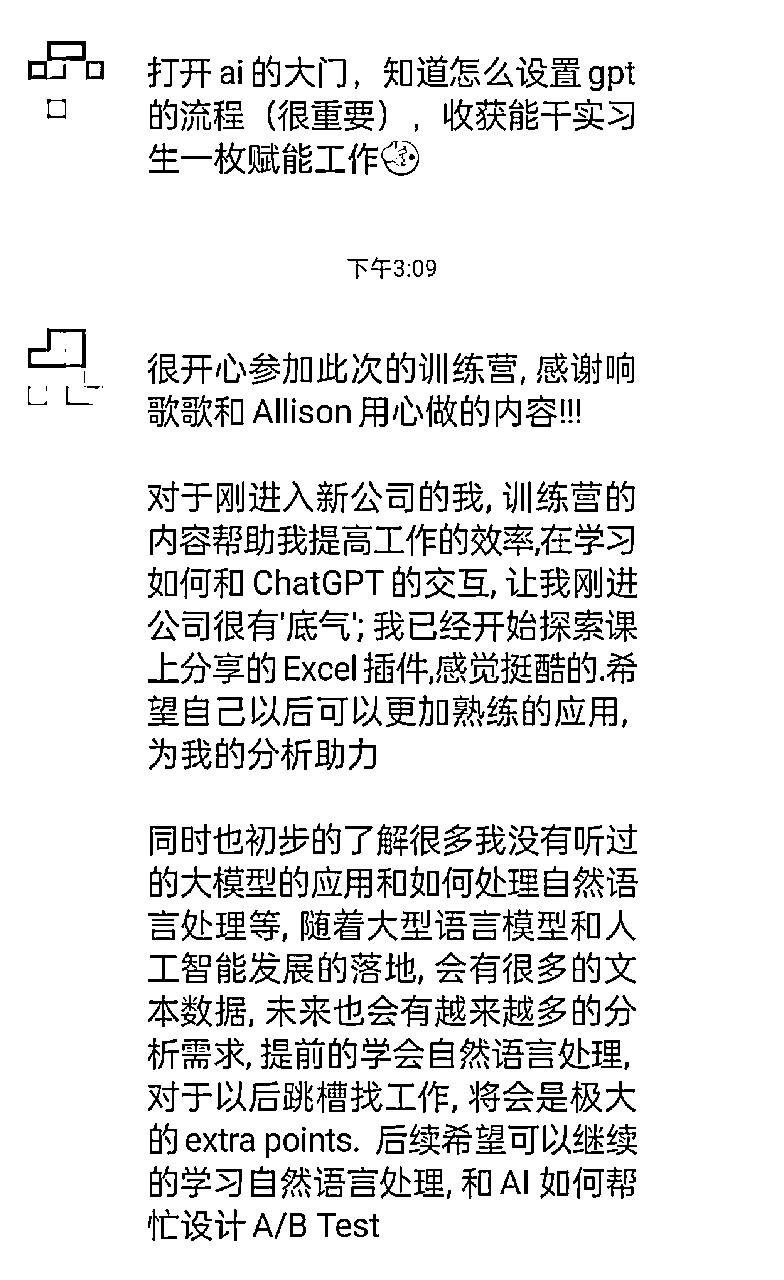 打开 ai 的大门，知道怎么设置 gpt
的流程（很重要），收获能干实习
生一枚赋能工作
下午3:09
很开心参加此次的训练营, 感谢响
歌歌和 Allison 用心做的内容!!!
对于刚进入新公司的我, 训练营的
内容帮助我提高工作的效率,在学习
如何和 ChatGPT 的交互, 让我刚进
公司很有'底气'; 我已经开始探索课
上分享的 Excel 插件,感觉挺酷的.希
望自己以后可以更加熟练的应用,
为我的分析助力
同时也初步的了解很多我没有听过
的大模型的应用和如何处理自然语
言处理等, 随着大型语言模型和人
工智能发展的落地, 会有很多的文
本数据, 未来也会有越来越多的分
析需求, 提前的学会自然语言处理,
对于以后跳槽找工作, 将会是极大
的 extra points. 后续希望可以继续
的学习自然语言处理, 和 AI 如何帮
忙设计 A/B Test